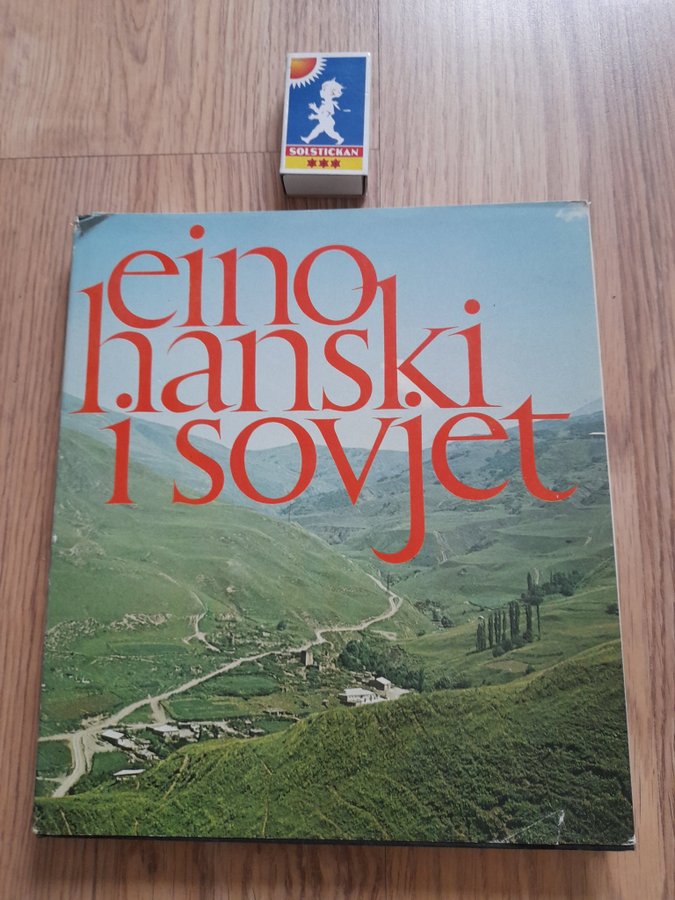 SOLSTICKAN
eino
hanski
i sovjet